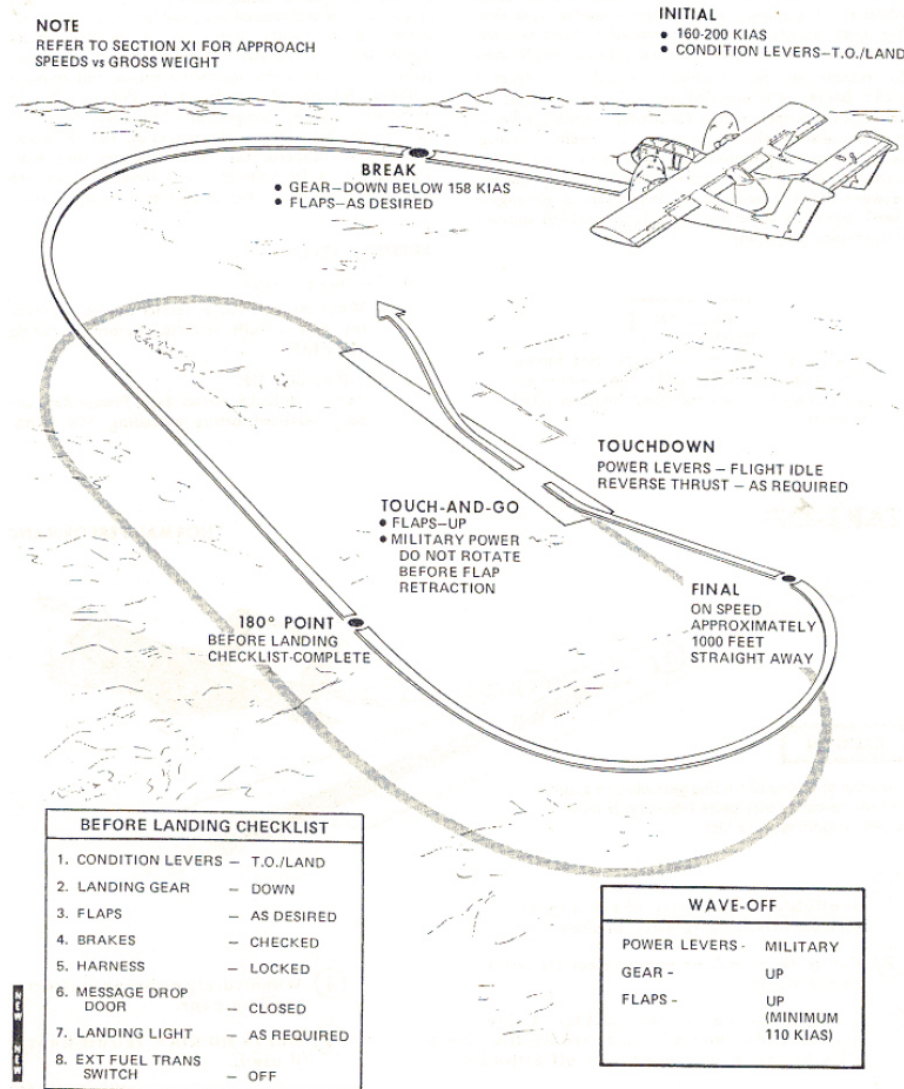 NOTE
REFER TO SECTION XI FOR APPROACH
SPEEDS vs GROSS WEIGHT
INITIAL
• 160-200 KIAS
• CONDITION LEVERS–T.O./LAND
BREAK
• GEAR–DOWN BELOW 158 KIAS
• FLAPS–AS DESIRED
TOUCHDOWN
POWER LEVERS – FLIGHT IDLE
REVERSE THRUST – AS REQUIRED
TOUCH-AND-GO
• FLAPS–UP
• MILITARY POWER
DO NOT ROTATE
BEFORE FLAP
RETRACTION
FINAL
ON SPEED
APPROXIMATELY
1000 FEET
STRAIGHT AWAY
180° POINT
BEFORE LANDING
CHECKLIST-COMPLETE
BEFORE LANDING CHECKLIST
1. CONDITION LEVERS – T.O./LAND
2. LANDING GEAR – DOWN
3. FLAPS – AS DESIRED
4. BRAKES – CHECKED
5. HARNESS – LOCKED
6. MESSAGE DROP
DOOR – CLOSED
7. LANDING LIGHT – AS REQUIRED
8. EXT FUEL TRANS
SWITCH – OFF
NEW NEW
WAVE-OFF
POWER LEVERS - MILITARY
GEAR - UP
FLAPS - UP
(MINIMUM
110 KIAS)